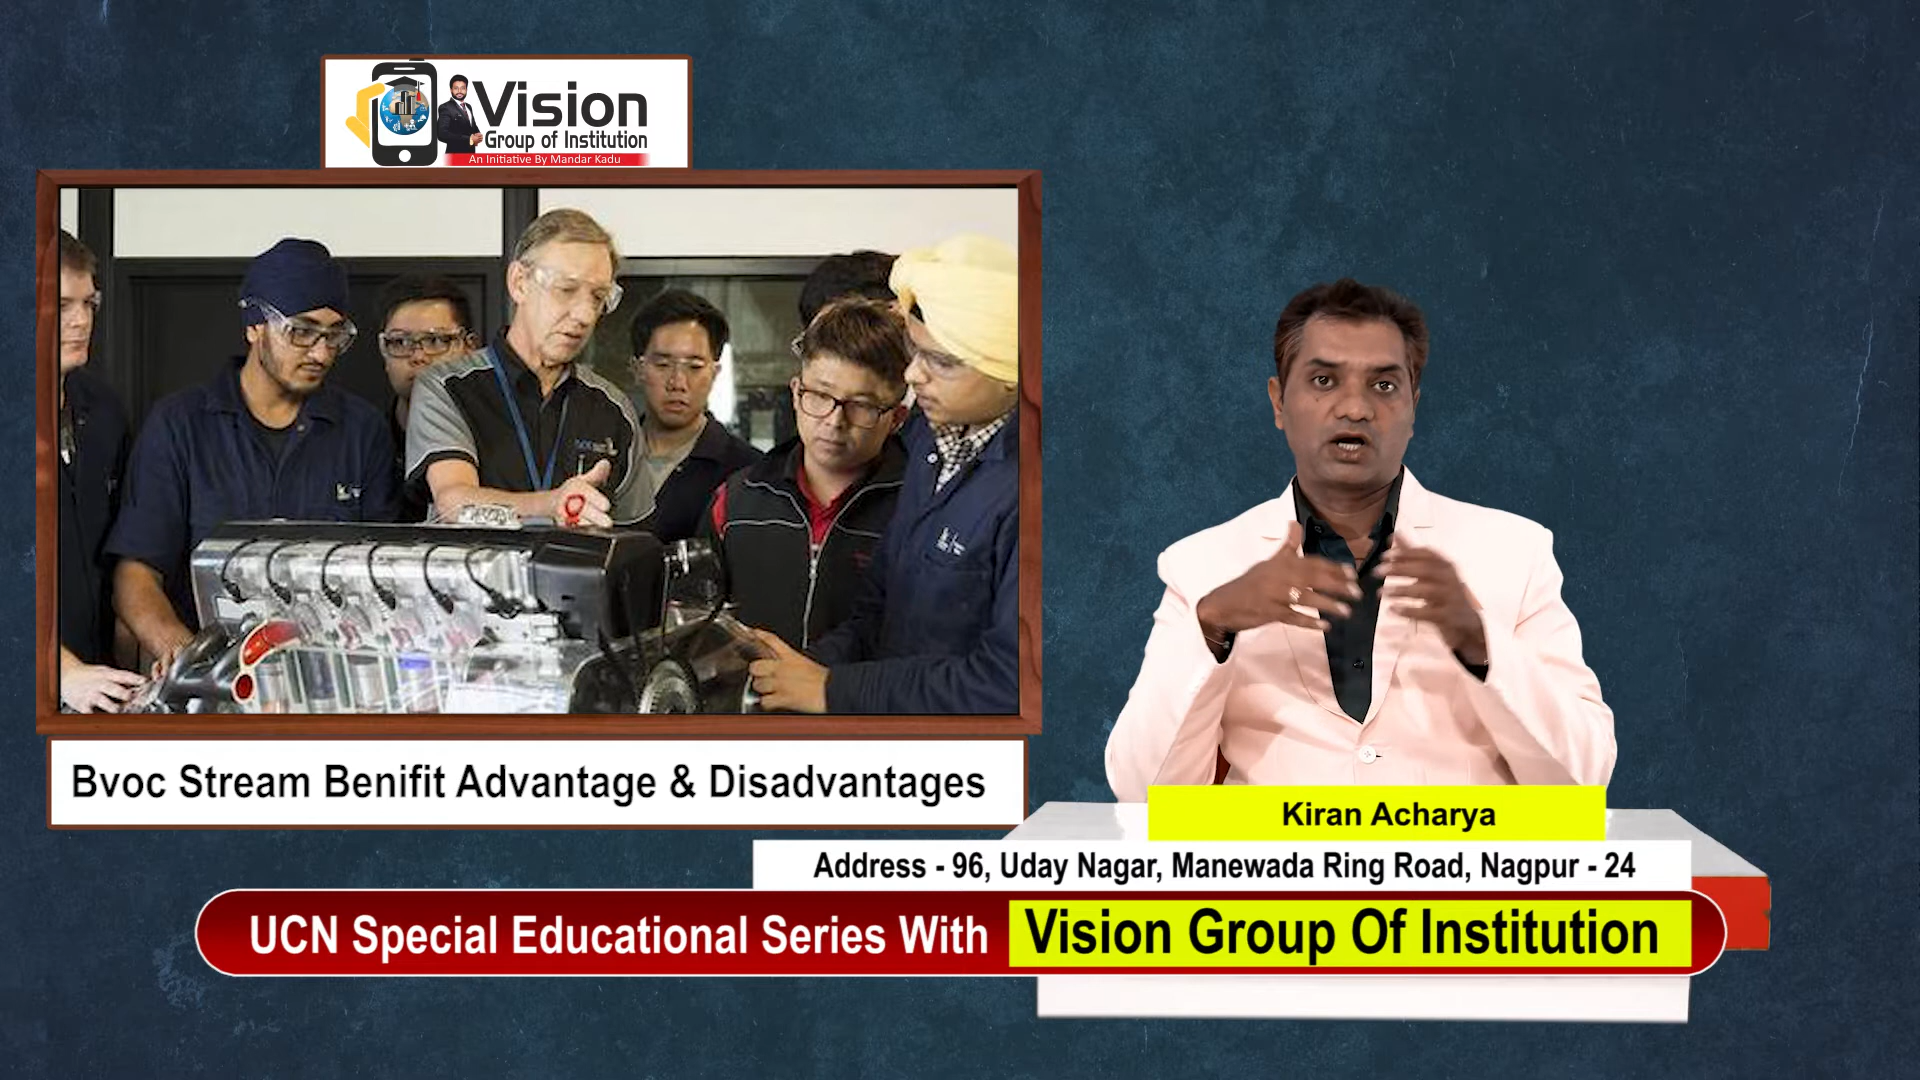 Vision
Group of Institution
An Initiative By Mandar Kadu
Bvoc Stream Benifit Advantage & Disadvantages
Kiran Acharya
Address - 96, Uday Nagar, Manewada Ring Road, Nagpur - 24
UCN Special Educational Series With Vision Group Of Institution